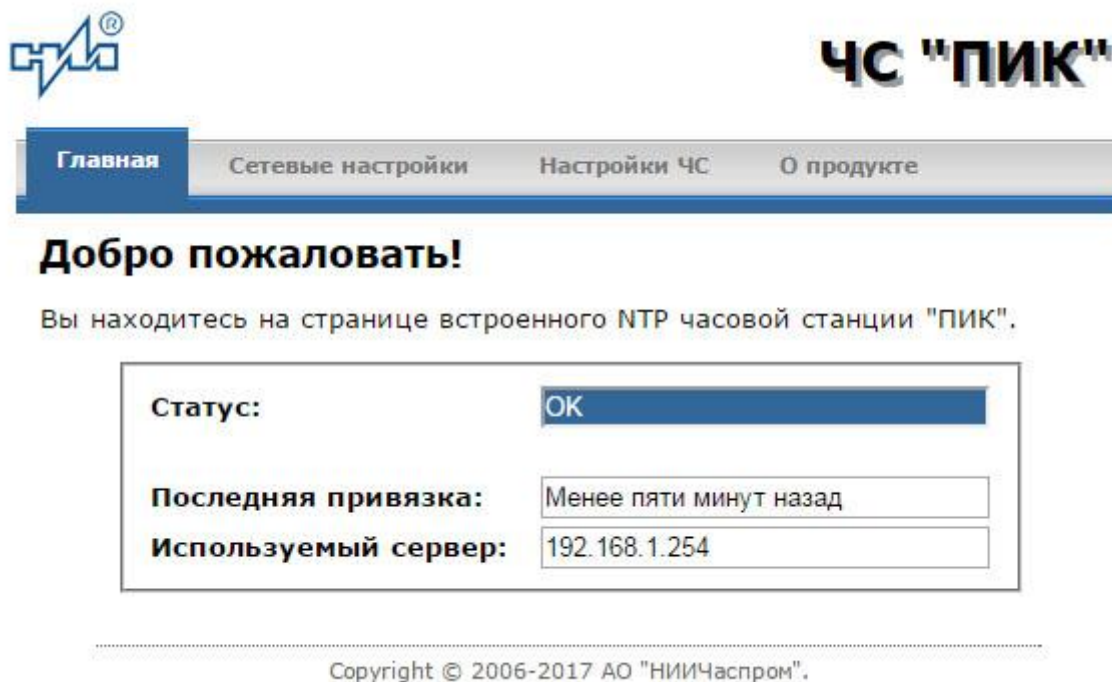 ЧС "ПИК"
Главная Сетевые настройки Настройки ЧС О продукте
Добро пожаловать!
Вы находитесь на странице встроенного NTP часовой станции "ПИК".
Статус: OK
Последняя привязка: Менее пяти минут назад
Используемый сервер: 192.168.1.254
Copyright © 2006-2017 АО "НИИЧаспром".